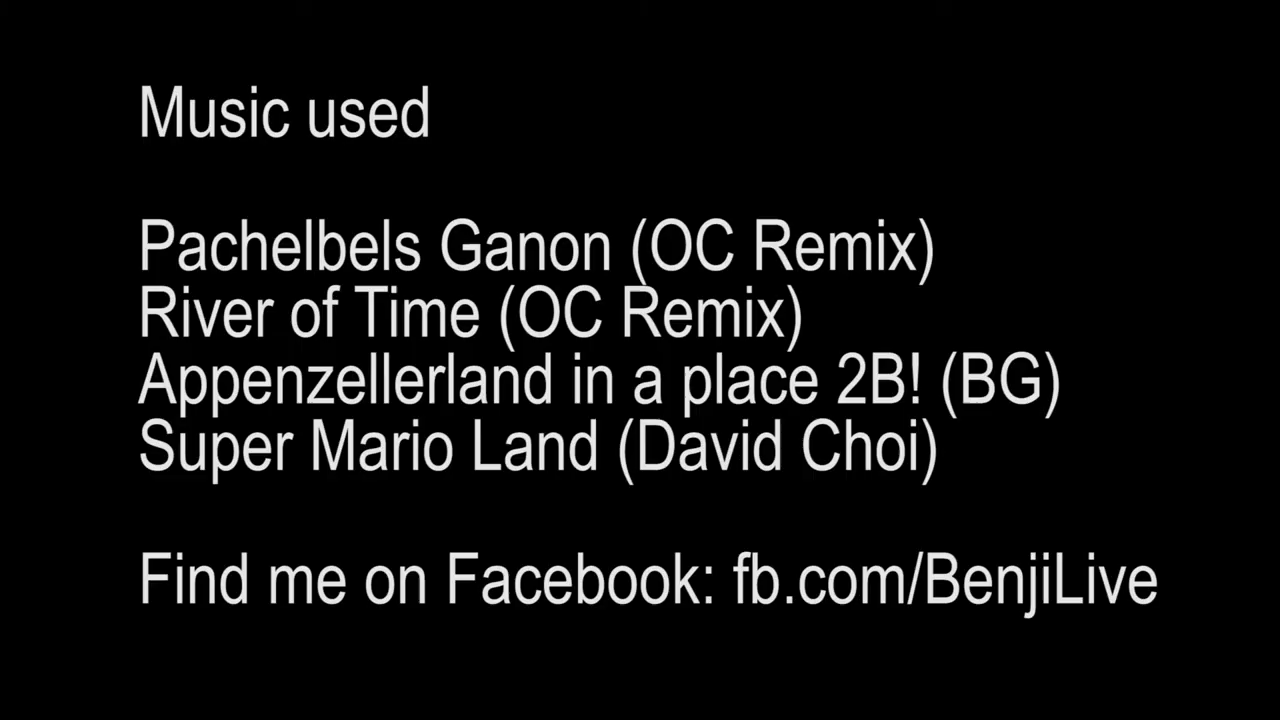 Music used
Pachelbels Ganon (OC Remix)
River of Time (OC Remix)
Appenzellerland in a place 2B! (BG)
Super Mario Land (David Choi)
Find me on Facebook: fb.com/BenjiLive